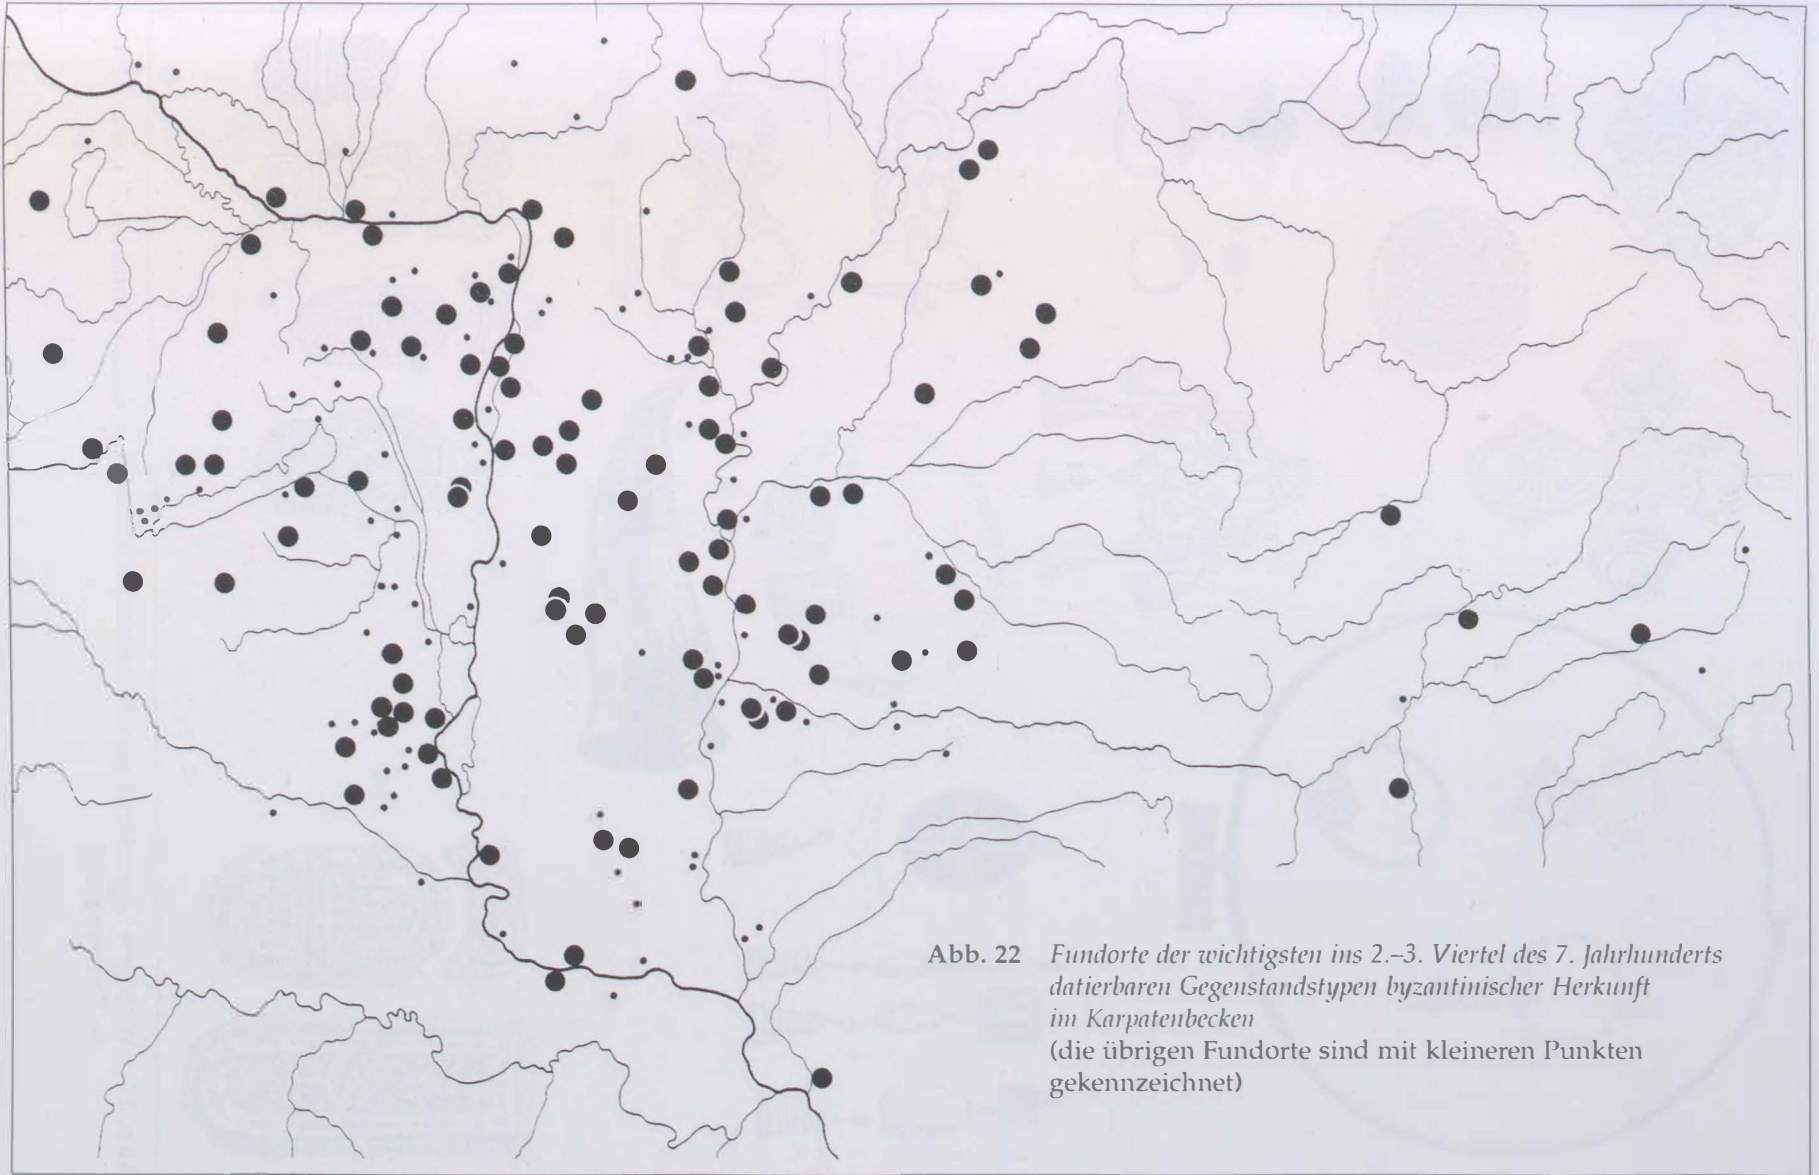 Abb. 22 Fundorte der wichtigsten ins 2.–3. Viertel des 7. Jahrhunderts
datierbaren Gegenstandstypen byzantinischer Herkunft
im Karpatenbecken
(die übrigen Fundorte sind mit kleineren Punkten
gekennzeichnet)